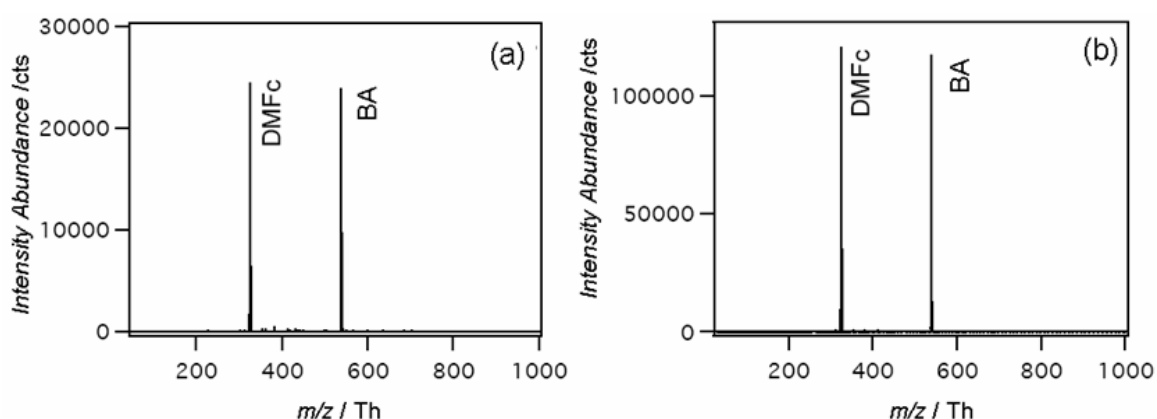 30000
20000
10000
0
Intensity Abundance /cts
(a)
DMFc
BA
200 400 600 800 1000
m/z / Th
100000
50000
0
Intensity Abundance /cts
(b)
DMFc
BA
200 400 600 800 1000
m/z / Th